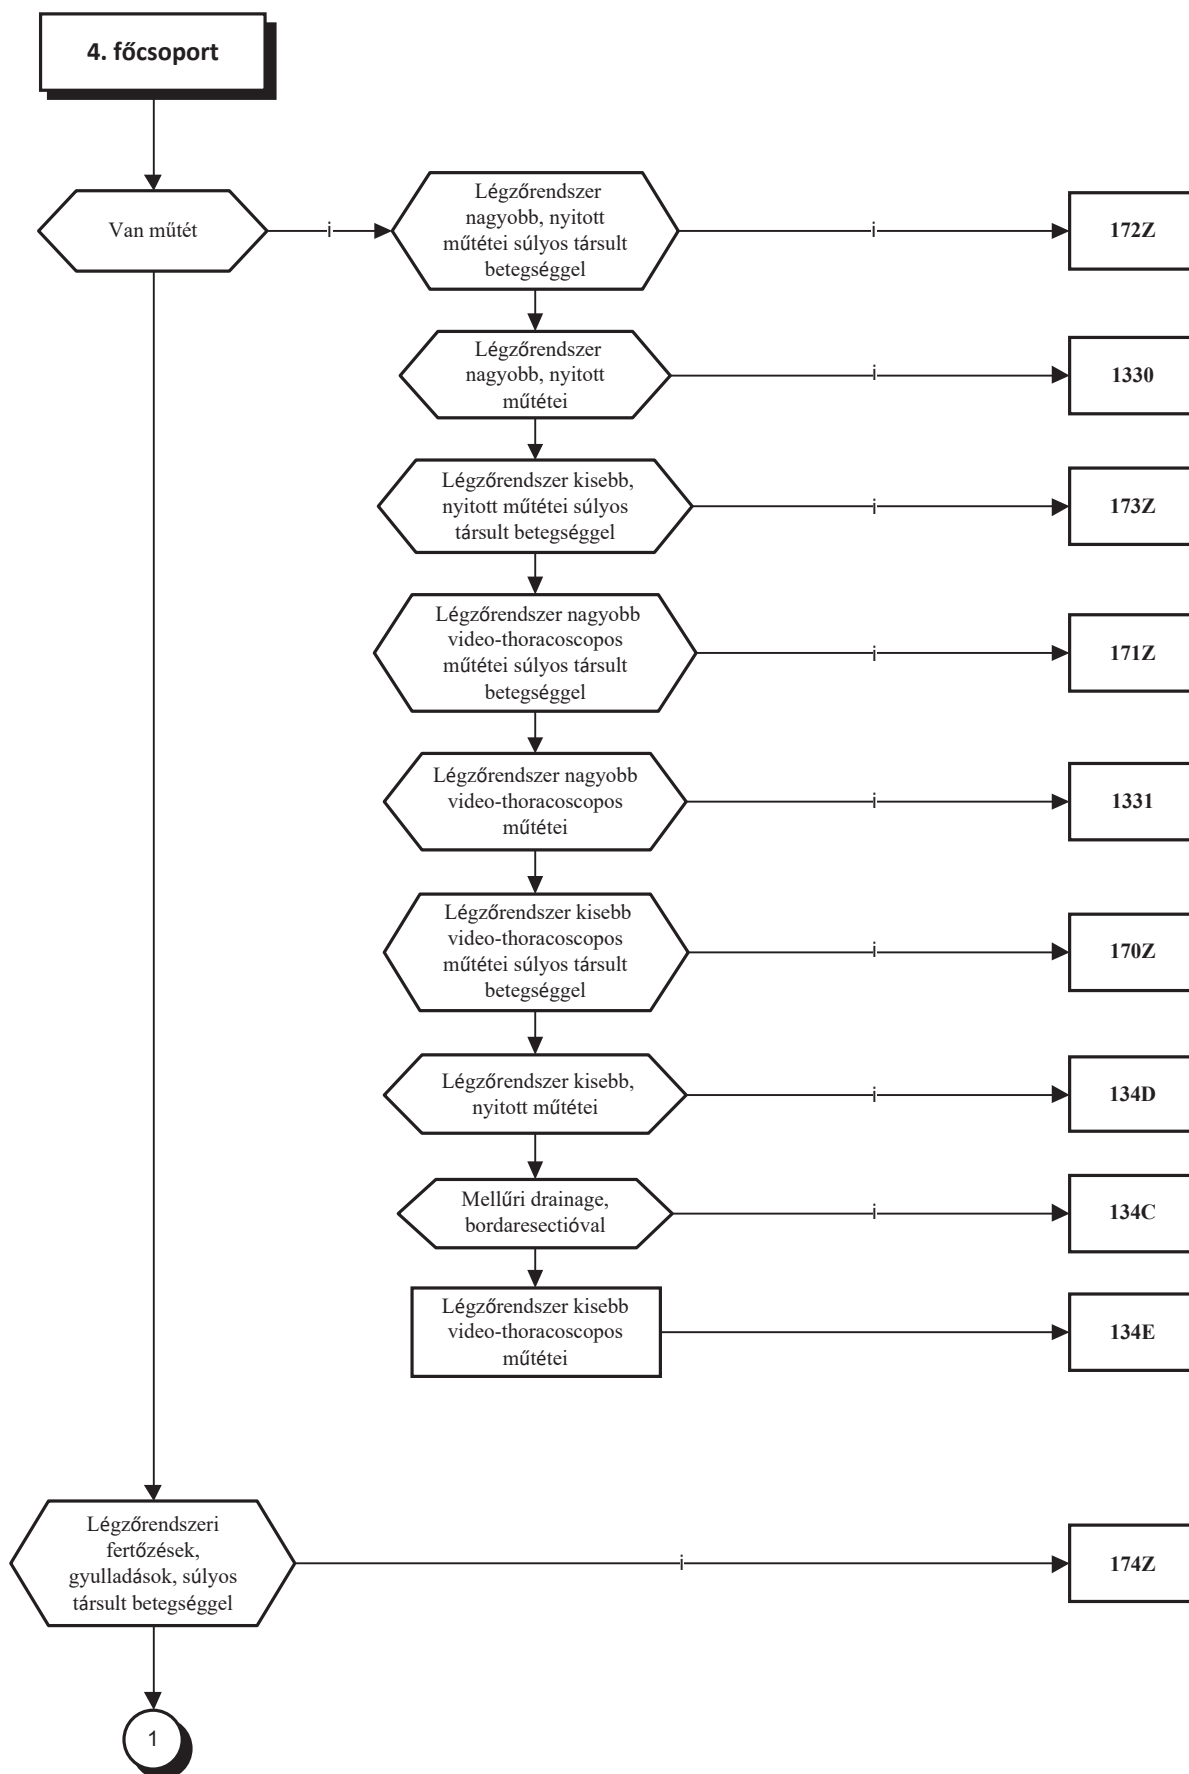 4. főcsoport
Van műtét
i
Légzőrendszer
nagyobb, nyitott
műtétei súlyos társult
betegséggel
i
172Z
Légzőrendszer
nagyobb, nyitott
műtétei
i
1330
Légzőrendszer kisebb,
nyitott műtétei súlyos
társult betegséggel
i
173Z
Légzőrendszer nagyobb
video-thoracoscopos
műtétei súlyos társult
betegséggel
i
171Z
Légzőrendszer nagyobb
video-thoracoscopos
műtétei
i
1331
Légzőrendszer kisebb
video-thoracoscopos
műtétei súlyos társult
betegséggel
i
170Z
Légzőrendszer kisebb,
nyitott műtétei
i
134D
Mellűri drainage,
bordaresectióval
i
134C
Légzőrendszer kisebb
video-thoracoscopos
műtétei
134E
Légzőrendszeri
fertőzések,
gyulladások, súlyos
társult betegséggel
i
174Z
1